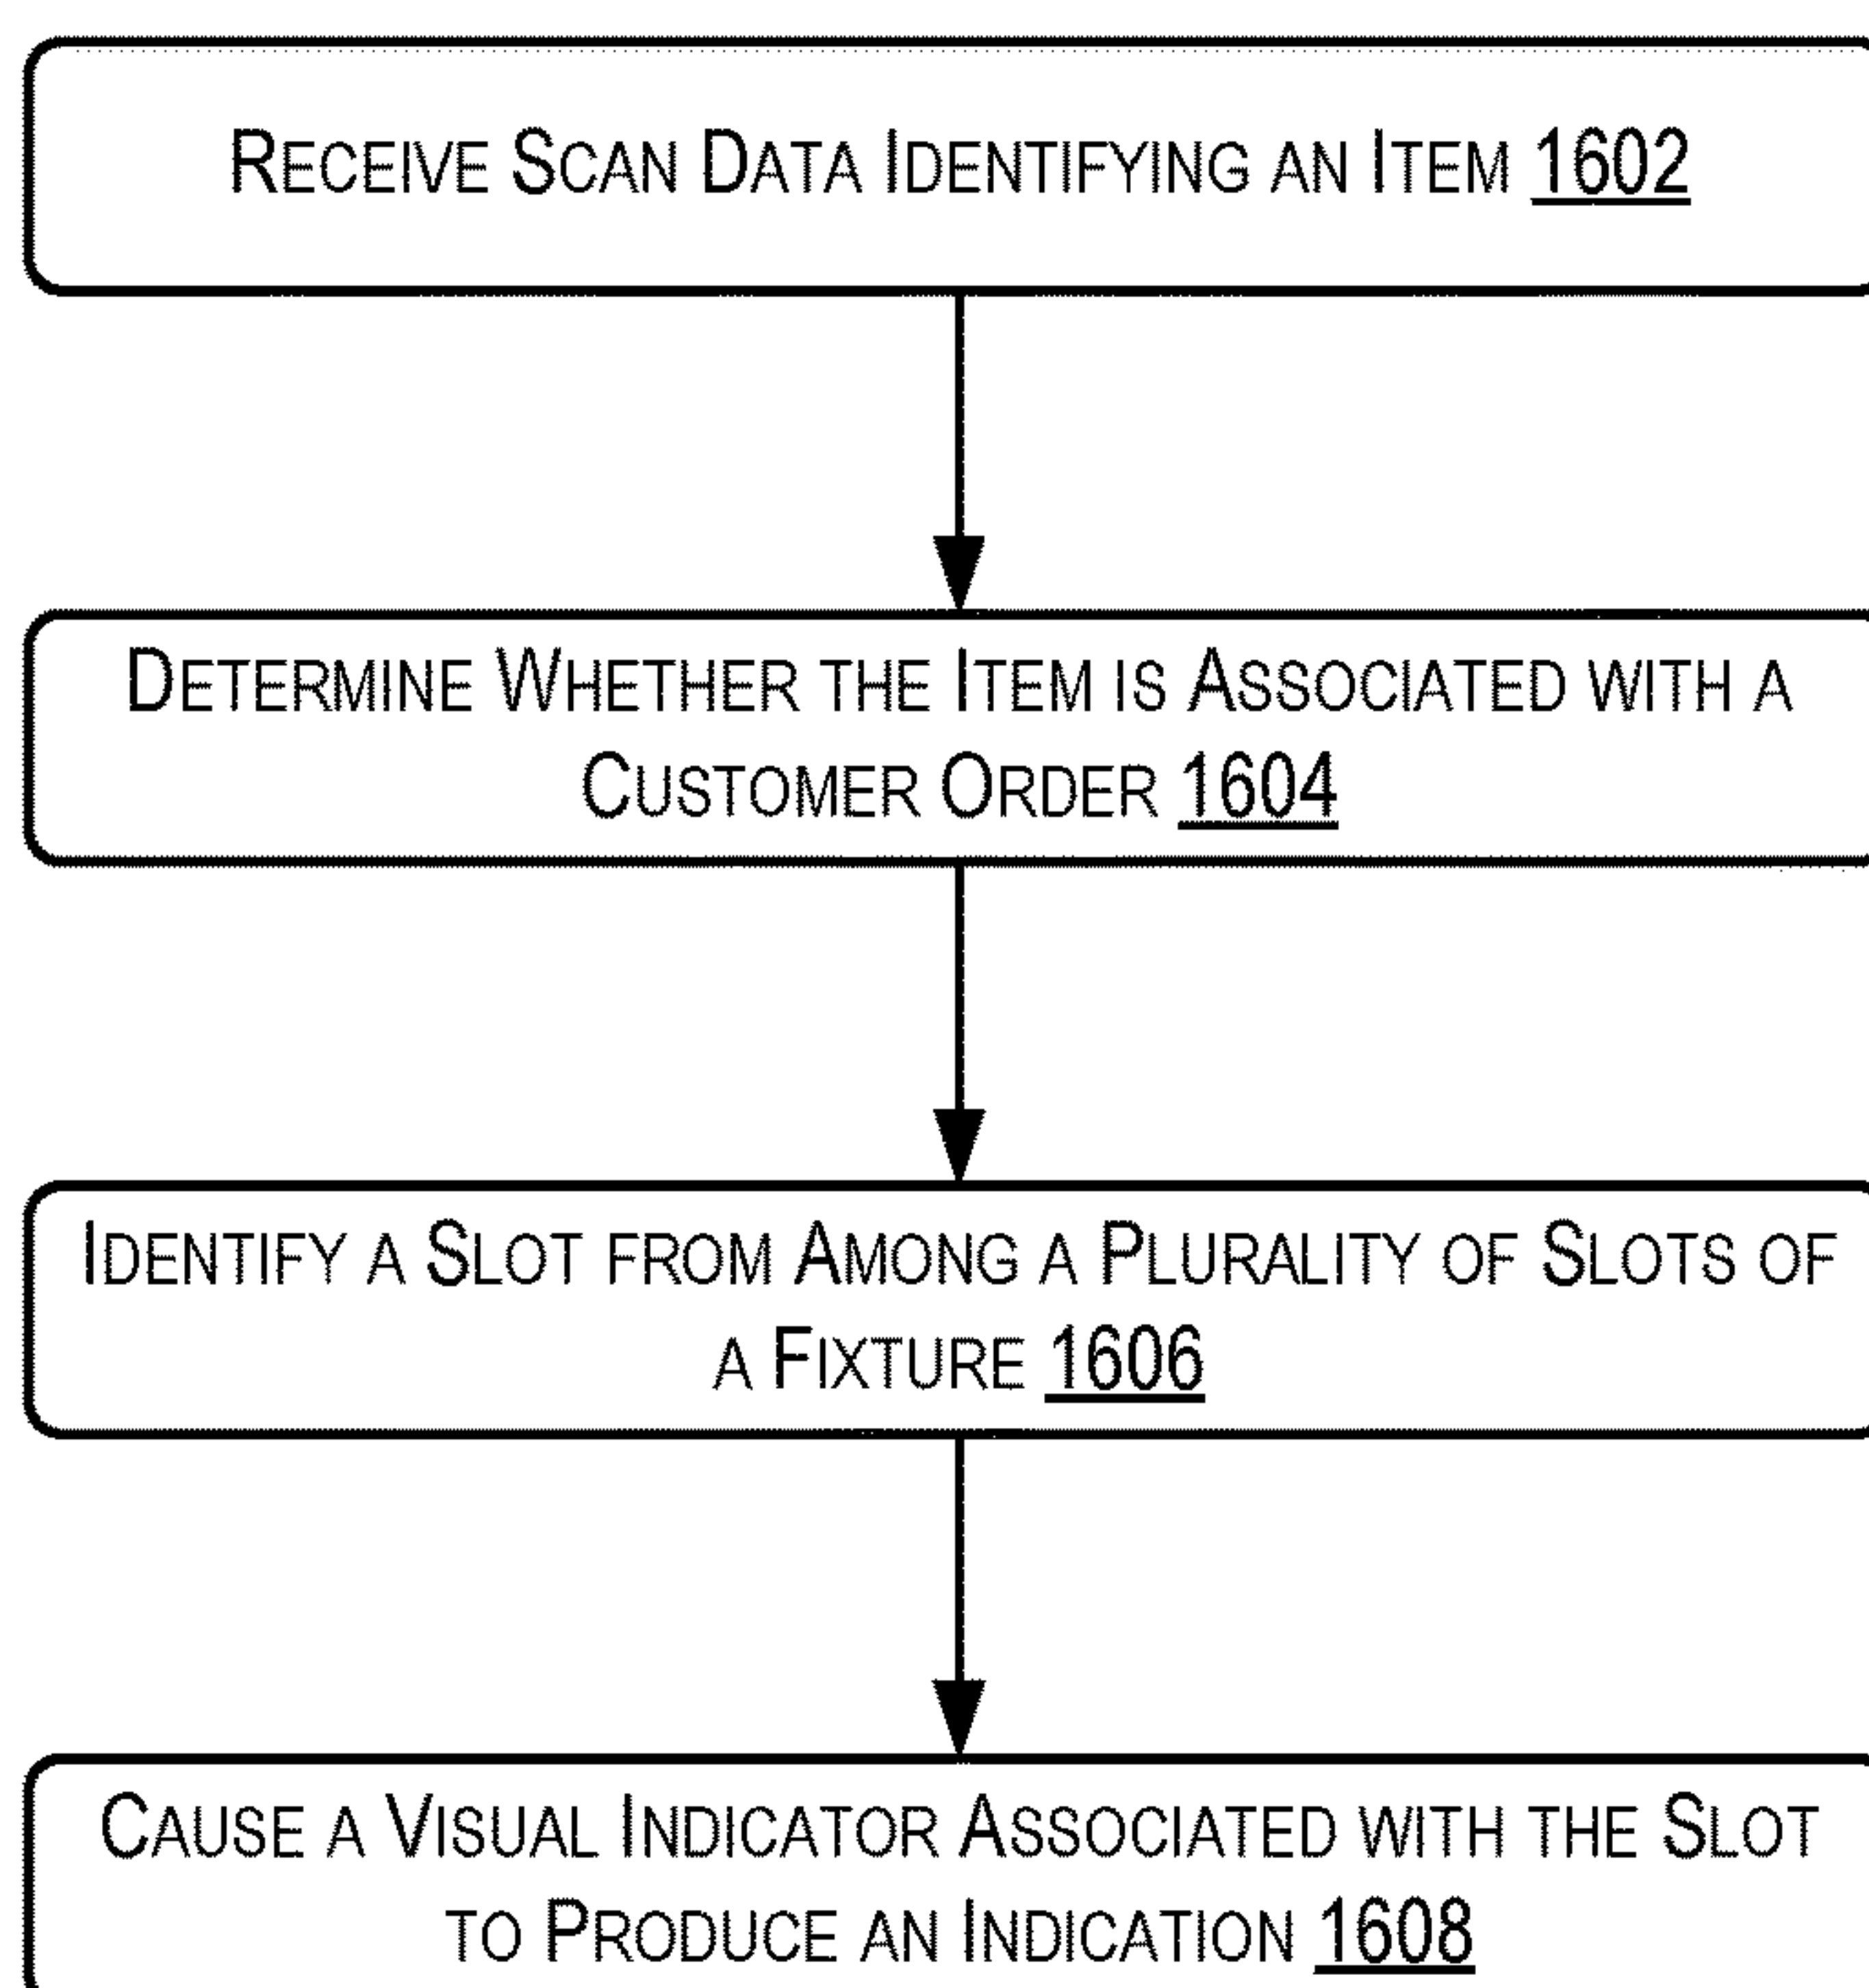 Receive Scan Data Identifying an Item 1602
Determine Whether the Item is Associated with a
Customer Order 1604
Identify a Slot from Among a Plurality of Slots of
a Fixture 1606
Cause a Visual Indicator Associated with the Slot
to Produce an Indication 1608